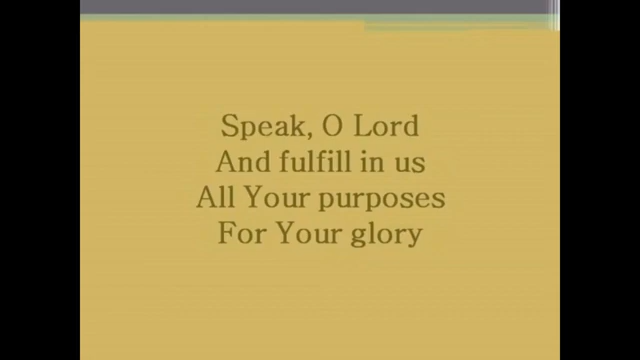 Speak, O Lord
And fulfill in us
All Your purposes
For Your glory